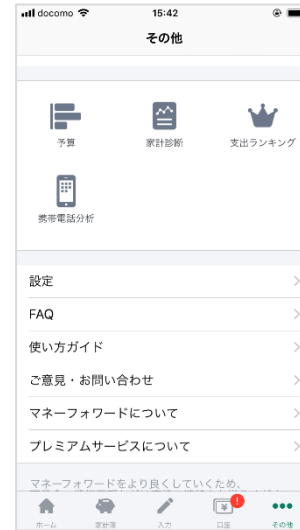 docomo 15:42
その他
予算 家計診断 支出ランキング
携帯電話分析
設定
FAQ
使い方ガイド
ご意見・お問い合わせ
マネーフォワードについて
プレミアムサービスについて
マネーフォワードをより良くしていくため、
ホーム 家計簿 入力 口座 その他